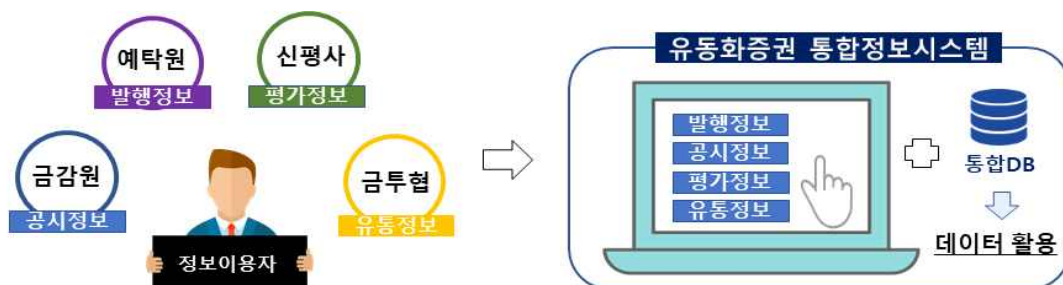 예탁원
발행정보
신평사
평가정보
금감원
공시정보
금투협
유통정보
정보이용자
유동화증권 통합정보시스템
발행정보
공시정보
평가정보
유통정보
통합DB
데이터 활용